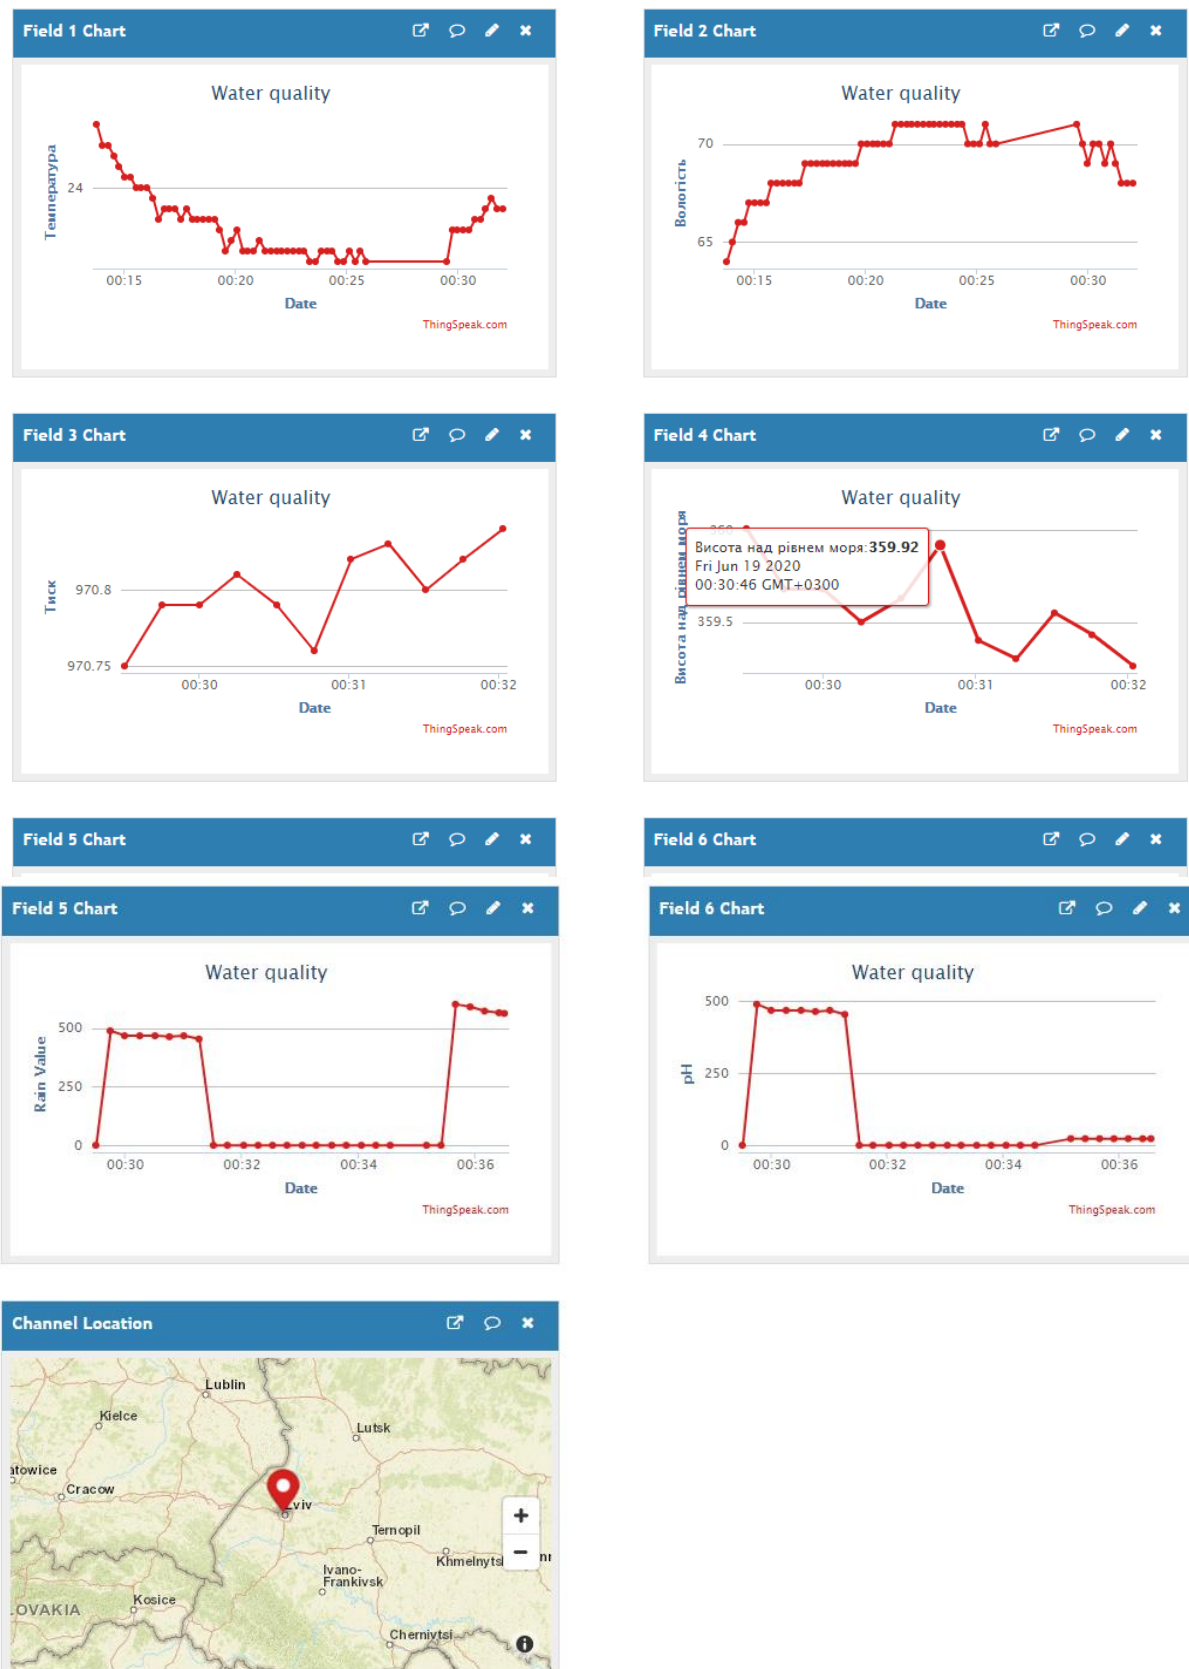 Field 1 Chart
Water quality
Температура
24
00:15 00:20 00:25 00:30
Date
ThingSpeak.com
Field 2 Chart
Water quality
Вологість
70
65
00:15 00:20 00:25 00:30
Date
ThingSpeak.com
Field 3 Chart
Water quality
Тиск
970.8
970.75
00:30 00:31 00:32
Date
ThingSpeak.com
Field 4 Chart
Water quality
Висота над рівнем моря
360
Висота над рівнем моря:359.92
Fri Jun 19 2020
00:30:46 GMT+0300
359.5
00:30 00:31 00:32
Date
ThingSpeak.com
Field 5 Chart
Field 6 Chart
Field 5 Chart
Water quality
Rain Value
500
250
0
00:30 00:32 00:34 00:36
Date
ThingSpeak.com
Field 6 Chart
Water quality
pH
500
250
0
00:30 00:32 00:34 00:36
Date
ThingSpeak.com
Channel Location
Lublin
Kielce
Lutsk
atowice
Cracow
Lviv
+
Ternopil
−
Khmelnytsl
Ivano-
Frankivsk
Kosice
OVAKIA
Chernivtsi